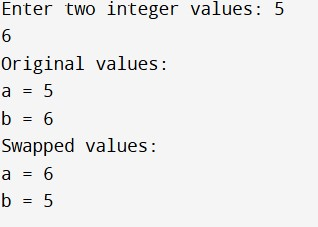 Enter two integer values: 5
6
Original values:
a = 5
b = 6
Swapped values:
a = 6
b = 5